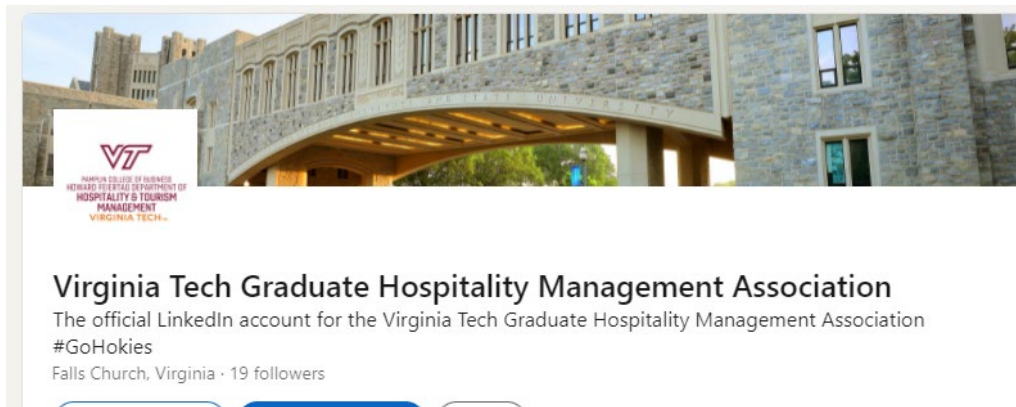 STATE UNIVERSITY
VT
PAMPLIN COLLEGE OF BUSINESS
HOWARD FEIERTAG DEPARTMENT OF
HOSPITALITY & TOURISM
MANAGEMENT
VIRGINIA TECH
Virginia Tech Graduate Hospitality Management Association
The official LinkedIn account for the Virginia Tech Graduate Hospitality Management Association
#GoHokies
Falls Church, Virginia · 19 followers